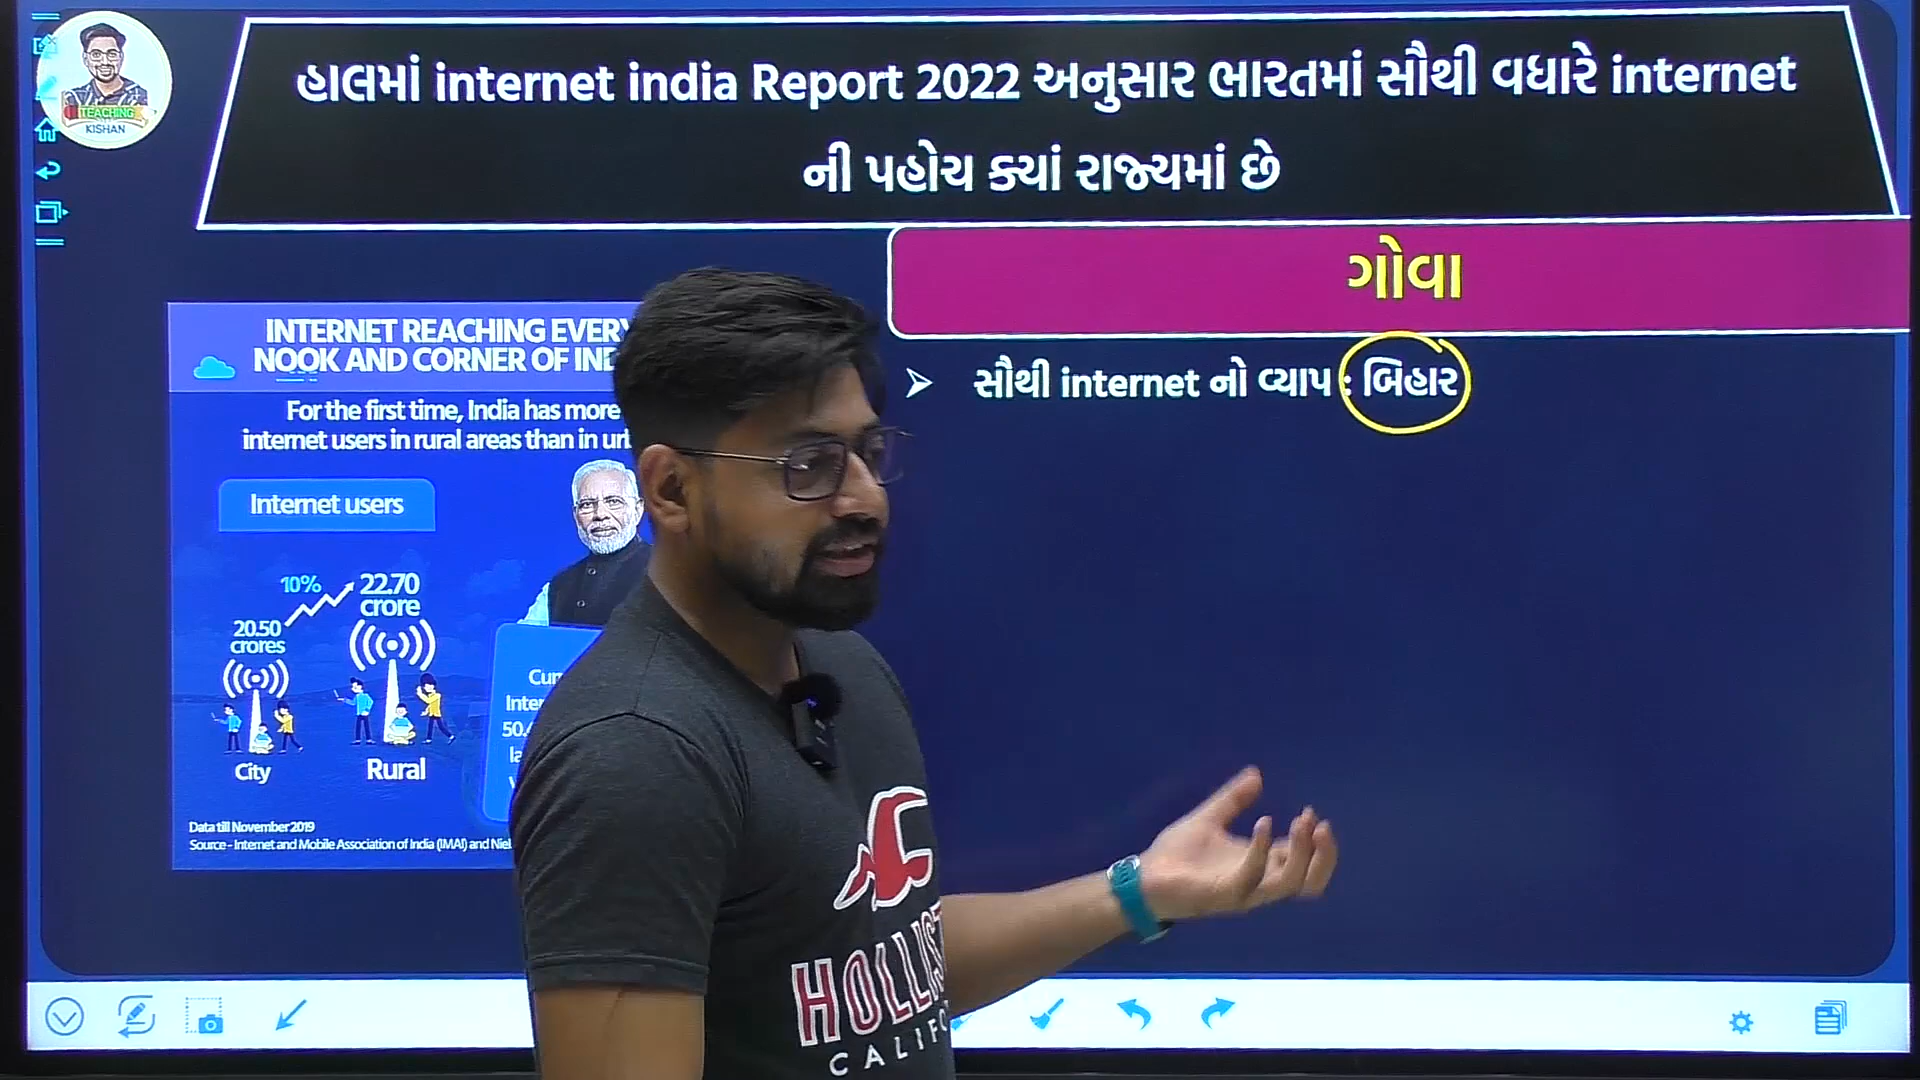 TEACHING
KISHAN
હાલમાં internet india Report 2022 અનુસાર ભારતમાં સૌથી વધારે internet
ની પહોચ ક્યાં રાજ્યમાં છે
ગોવા
સૌથી internet નો વ્યાપ : બિહાર
INTERNET REACHING EVERY
NOOK AND CORNER OF IND
For the first time, India has more
internet users in rural areas than in
Internet users
10%
22.70
crore
20.50
crores
City
Rural
Data till November 2019
Source - Internet and Mobile Association of India (IMAI) and
HOLLIS
CALIFO